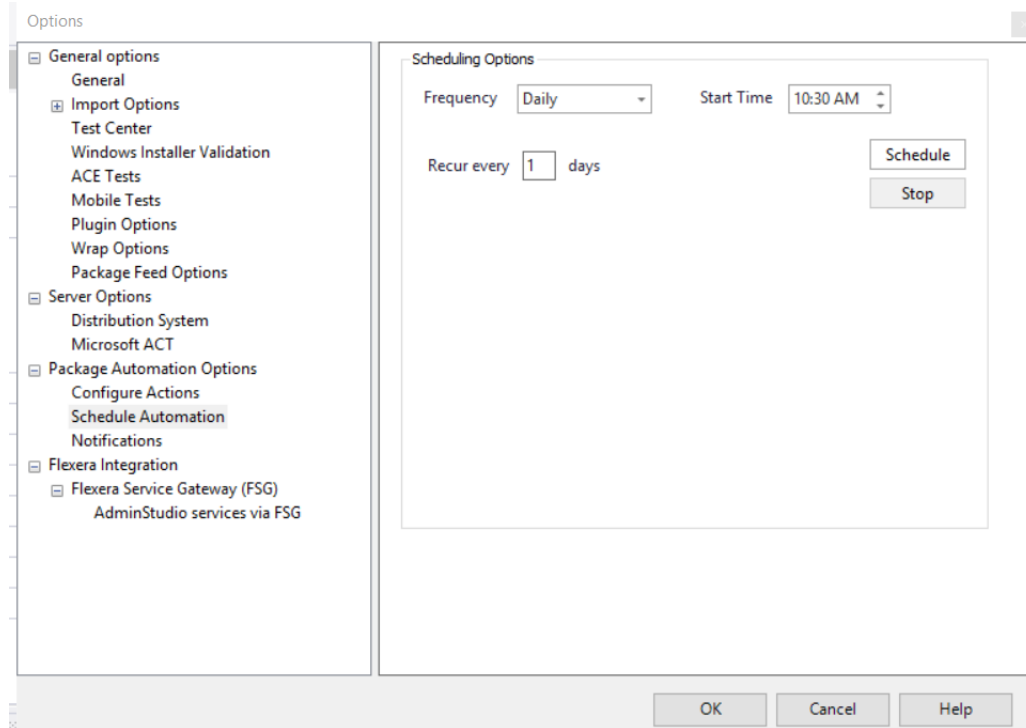 Options
General options
General
Import Options
Test Center
Windows Installer Validation
ACE Tests
Mobile Tests
Plugin Options
Wrap Options
Package Feed Options
Server Options
Distribution System
Microsoft ACT
Package Automation Options
Configure Actions
Schedule Automation
Notifications
Flexera Integration
Flexera Service Gateway (FSG)
AdminStudio services via FSG
Scheduling Options
Frequency Daily Start Time 10:30 AM
Recur every 1 days
Schedule
Stop
OK Cancel Help